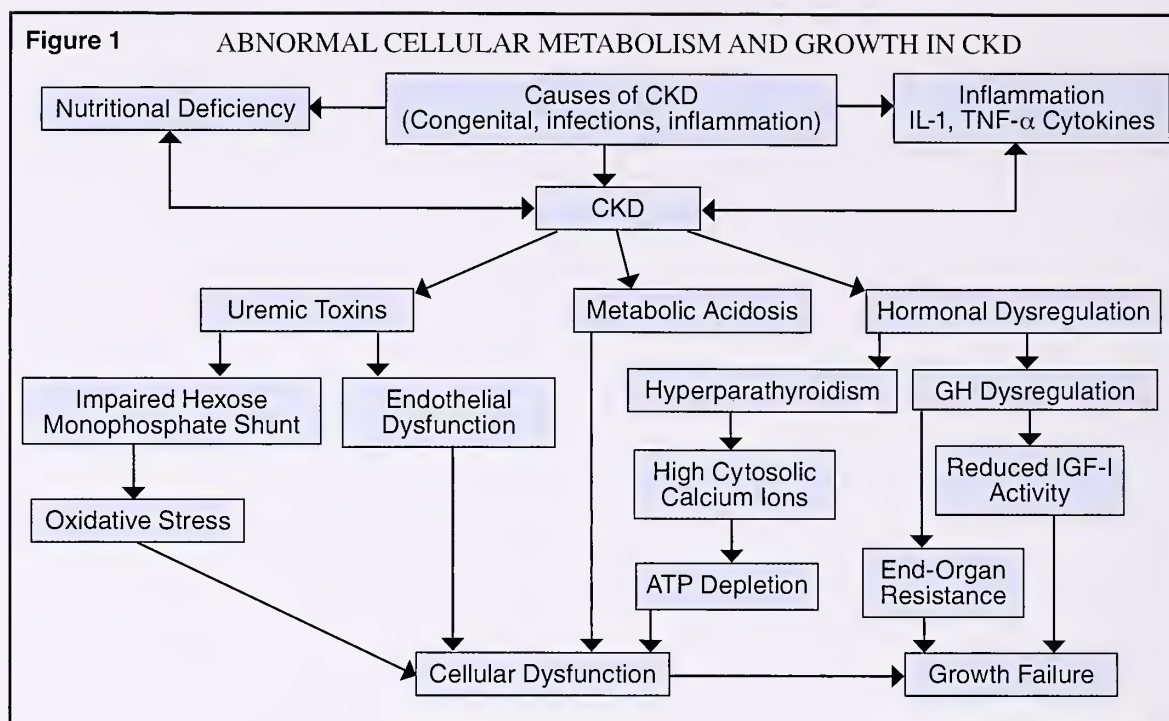 Figure 1 ABNORMAL CELLULAR METABOLISM AND GROWTH IN CKD
Nutritional Deficiency
Causes of CKD
(Congenital, infections, inflammation)
Inflammation
IL-1, TNF-α Cytokines
CKD
Uremic Toxins
Metabolic Acidosis
Hormonal Dysregulation
Impaired Hexose
Monophosphate Shunt
Endothelial
Dysfunction
Hyperparathyroidism
GH Dysregulation
High Cytosolic
Calcium Ions
Reduced IGF-I
Activity
Oxidative Stress
ATP Depletion
End-Organ
Resistance
Cellular Dysfunction
Growth Failure